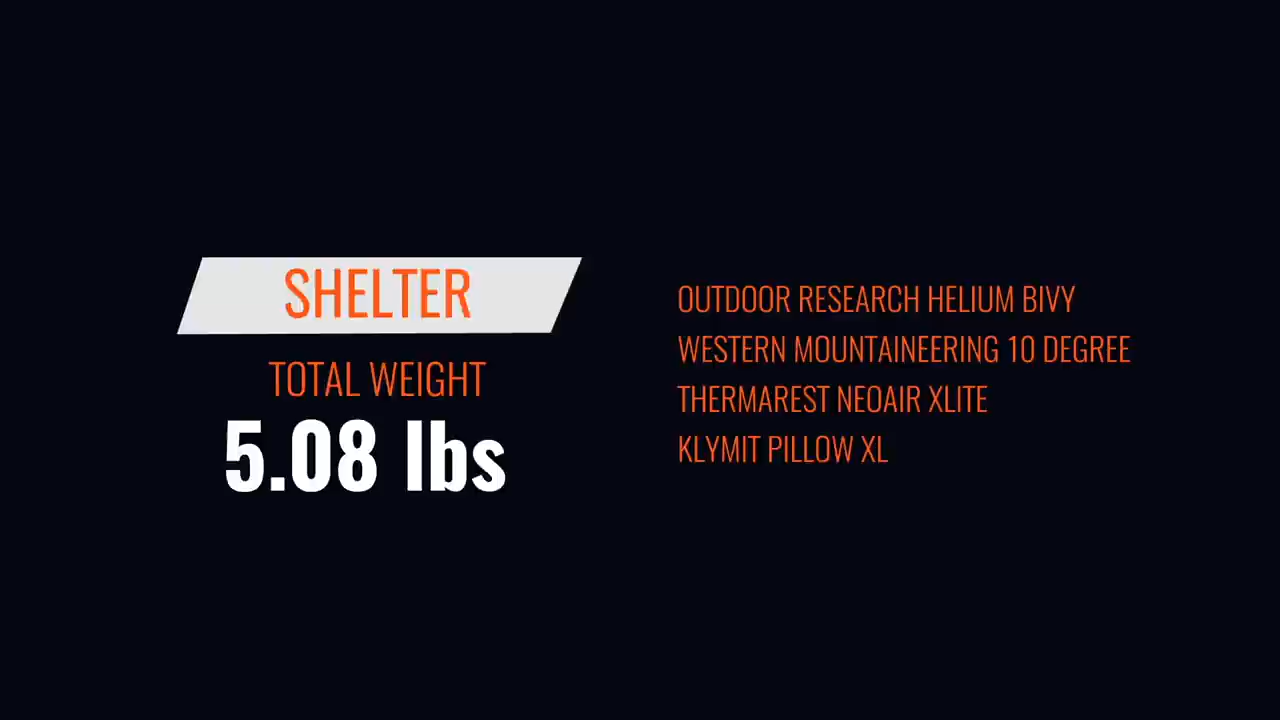 SHELTER
TOTAL WEIGHT
5.08 lbs
OUTDOOR RESEARCH HELIUM BIVY
WESTERN MOUNTAINEERING 10 DEGREE
THERMAREST NEOAIR XLITE
KLYMIT PILLOW XL